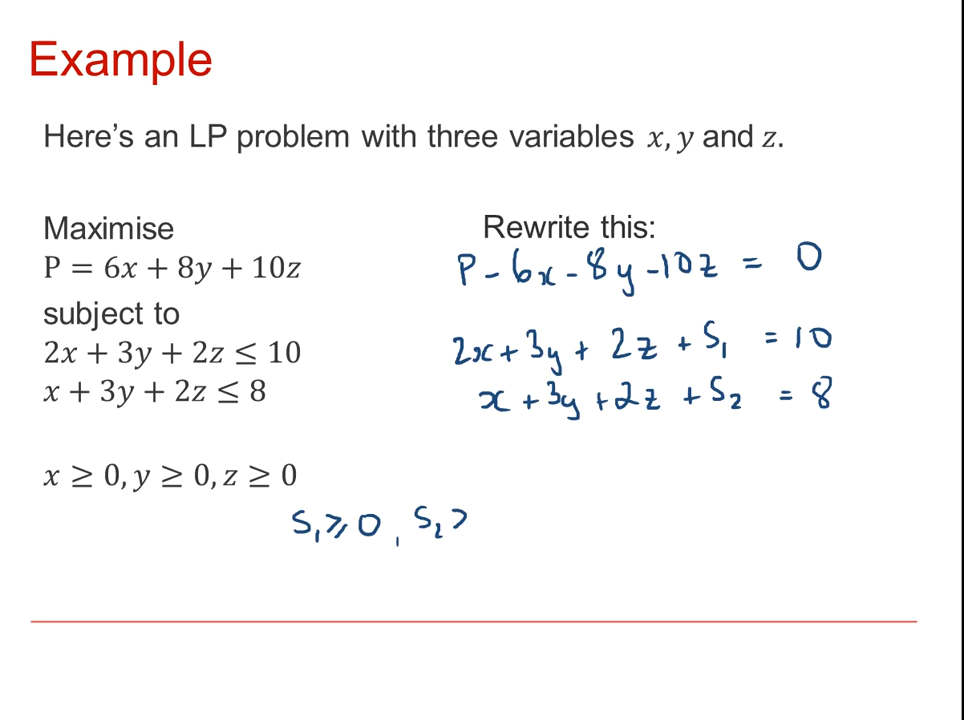 Example
Here's an LP problem with three variables x, y and z.
Maximise
P = 6x + 8y + 10z
subject to
2x + 3y + 2z ≤ 10
x + 3y + 2z ≤ 8
x ≥ 0, y ≥ 0, z ≥ 0
Rewrite this:
P - 6x - 8y - 10z = 0
2x + 3y + 2z + S₁ = 10
x + 3y + 2z + S₂ = 8
S₁ ≥ 0, S₂ >